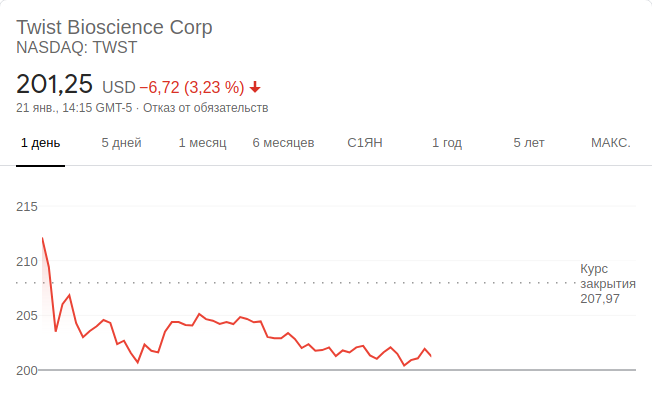 Twist Bioscience Corp
NASDAQ: TWST
201,25 USD −6,72 (3,23 %)
21 янв., 14:15 GMT-5 · Отказ от обязательств
1 день 5 дней 1 месяц 6 месяцев С1ЯН 1 год 5 лет МАКС.
215
210
Курс
закрытия
207,97
205
200